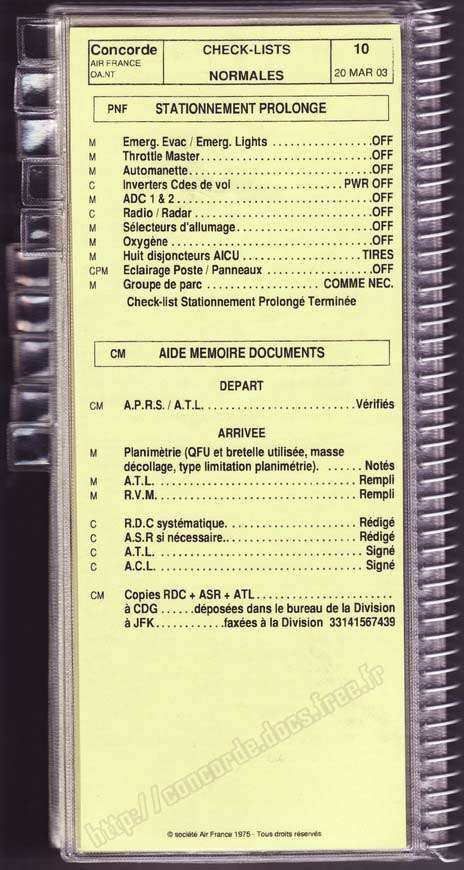 Concorde CHECK-LISTS 10
AIR FRANCE
OA.NT NORMALES 20 MAR 03
PNF STATIONNEMENT PROLONGE
M Emerg. Evac / Emerg. Lights ..................OFF
M Throttle Master..................OFF
M Automanette..................OFF
C Inverters Cdes de vol ..................PWR OFF
M ADC 1 & 2..................OFF
C Radio / Radar ..................OFF
M Sélecteurs d'allumage ..................OFF
M Oxygène..................OFF
M Huit disjoncteurs AICU ..................TIRES
CPM Eclairage Poste / Panneaux ..................OFF
M Groupe de parc ..................COMME NEC.
Check-list Stationnement Prolongé Terminée
CM AIDE MEMOIRE DOCUMENTS
DEPART
CM A.P.R.S. / A.T.L...................Vérifiés
ARRIVEE
M Planimètrie (QFU et bretelle utilisée, masse
décollage, type limitation planimétrie). ......Notés
M A.T.L...................Rempli
M R.V.M...................Rempli
C R.D.C systématique..................Rédigé
C A.S.R si nécessaire..................Rédigé
C A.T.L...................Signé
C A.C.L...................Signé
CM Copies RDC + ASR + ATL..................
à CDG ......déposées dans le bureau de la Division
à JFK............faxées à la Division 33141567439
http://concorde.docs.free.fr
© société Air France 1975 - Tous droits réservés